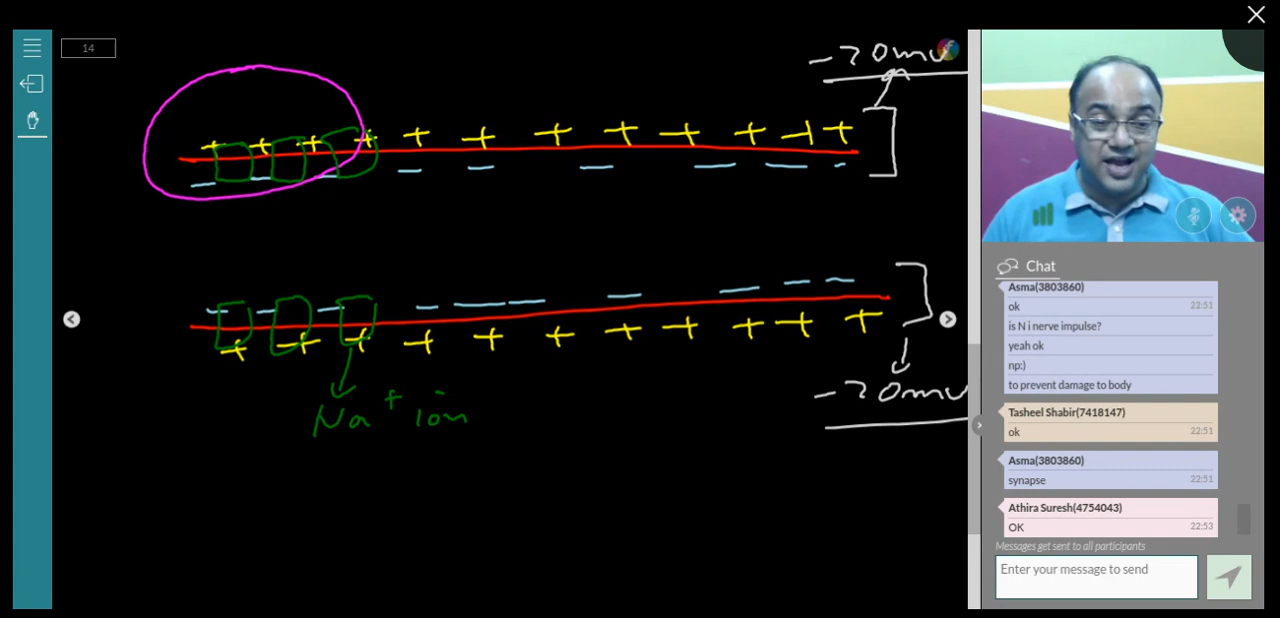 14
-70mv
-70mv
Na+ ion
Chat
Asma(3803860)
ok
22:51
is N i nerve impulse?
yeah ok
np:)
to prevent damage to body
Tasheel Shabir(7418147)
ok
22:51
Asma(3803860)
synapse
22:51
Athira Suresh(4754043)
OK
22:53
Messages get sent to all participants
Enter your message to send